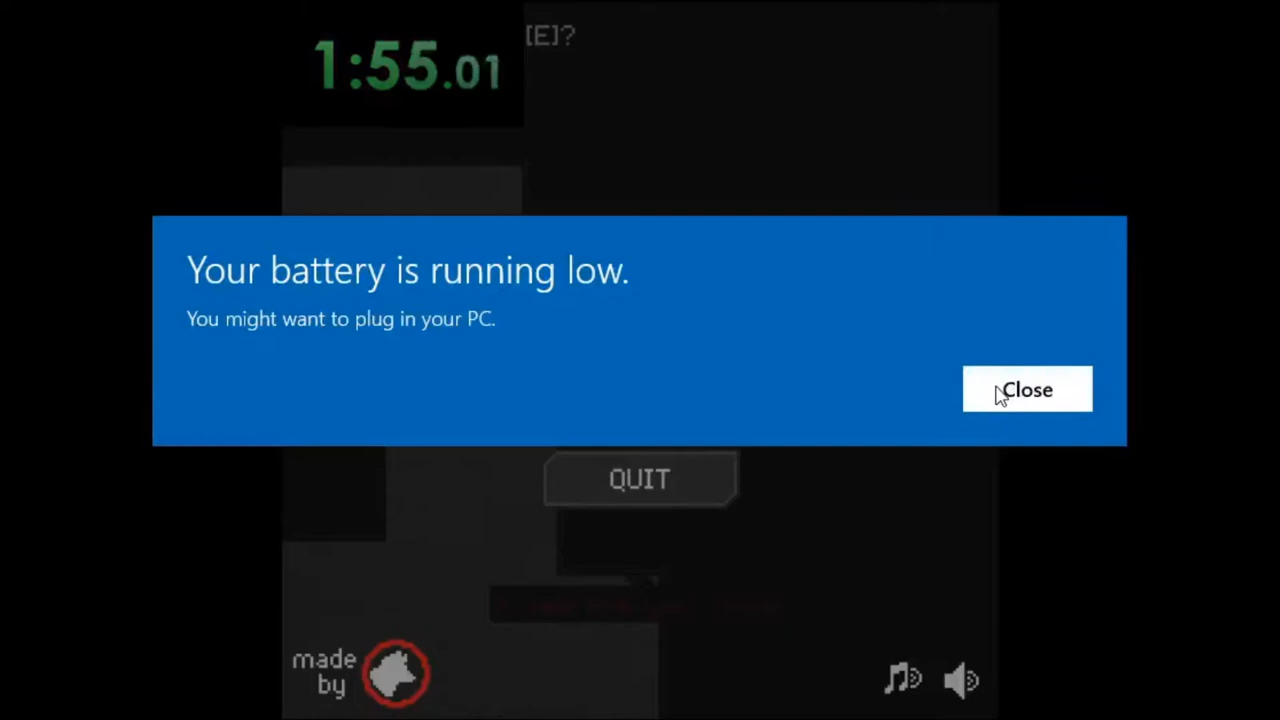 [E]?
1:55.01
Your battery is running low.
You might want to plug in your PC.
Close
QUIT
made
by